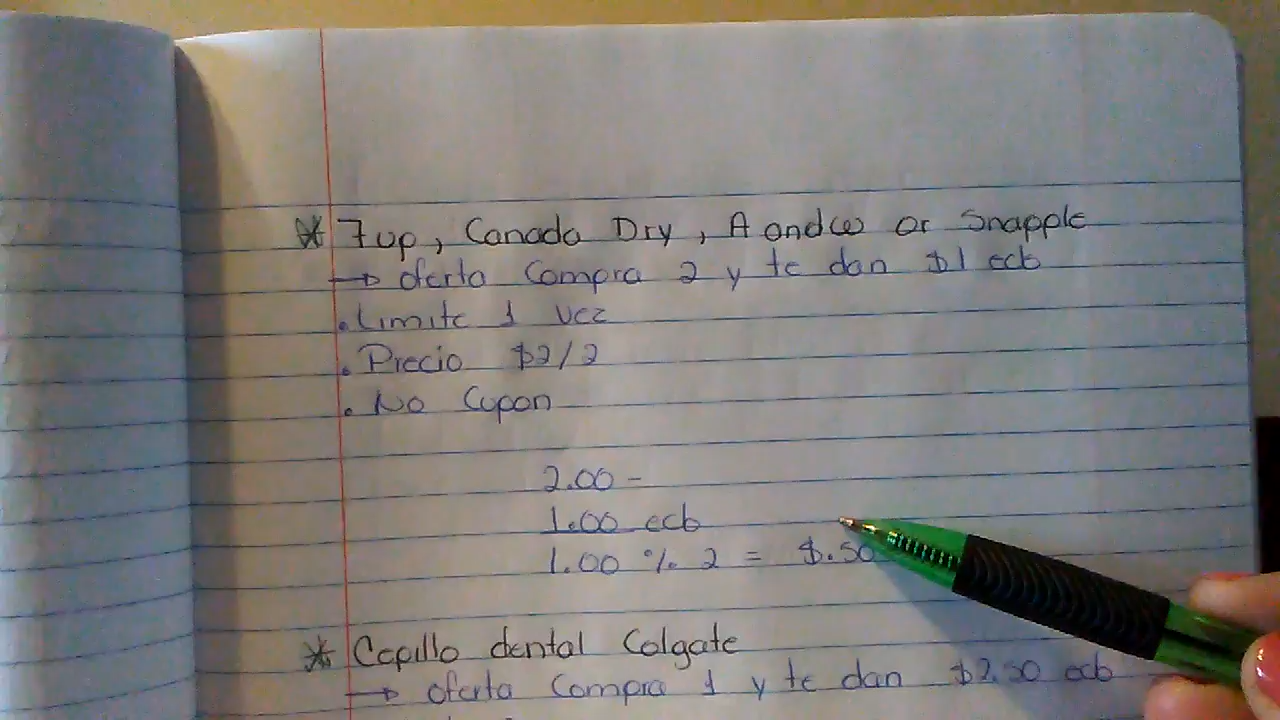 * 7up, Canada Dry, A and w or Snapple
→ oferta Compra 2 y te dan $1 ecb
. Limite 1 vez
. Precio $2/2
. No Cupon
2.00 -
1.00 ecb
1.00 % 2 = $.50
* Cepillo dental Colgate
→ oferta Compra 1 y te dan $2.50 ecb